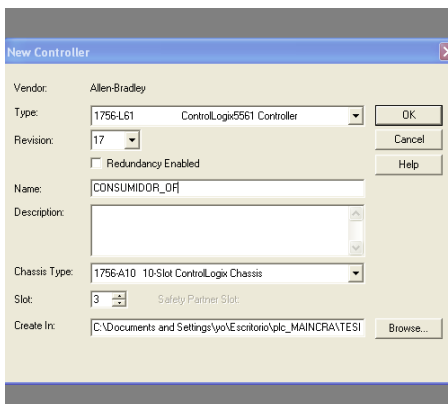 New Controller
Vendor: Allen-Bradley
Type: 1756-L61 ControlLogix5561 Controller OK
Revision: 17 Cancel
Redundancy Enabled Help
Name: CONSUMIDOR_OF
Description:
Chassis Type: 1756-A10 10-Slot ControlLogix Chassis
Slot: 3 Safety Partner Slot:
Create In: C:\Documents and Settings\yo\Escritorio\plc_MAINCRA\TESI Browse...